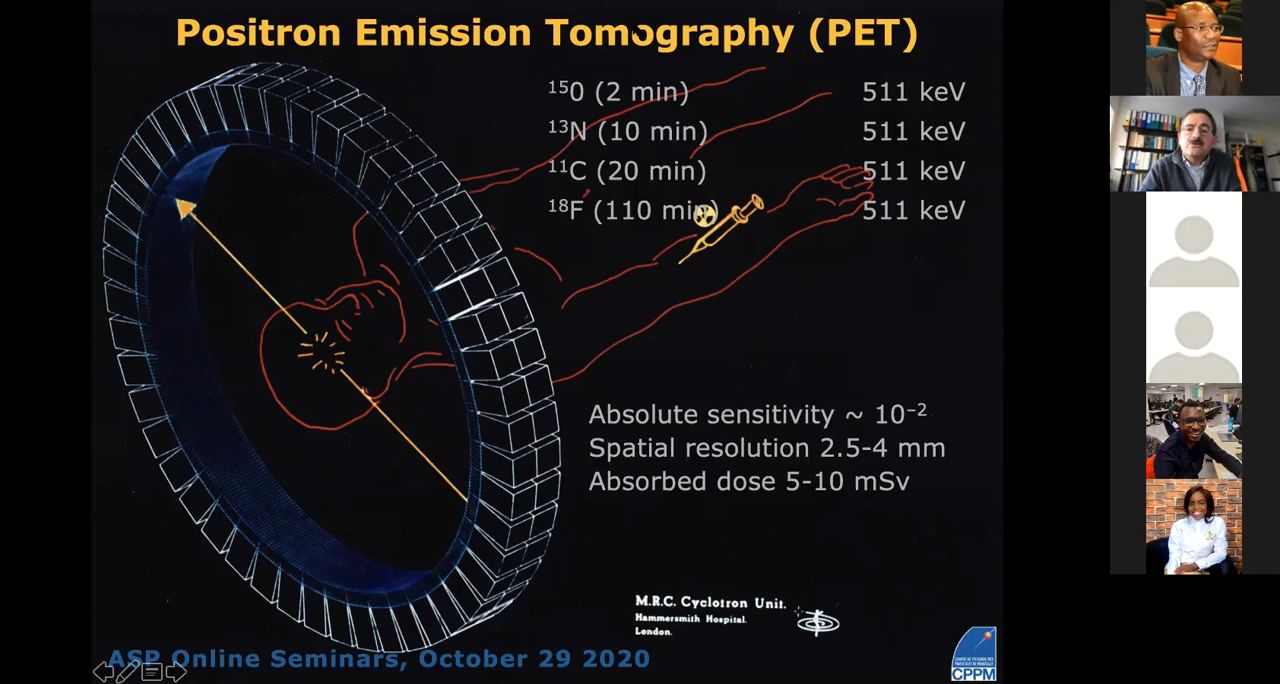 Positron Emission Tomography (PET)
¹⁵O (2 min) 511 keV
¹³N (10 min) 511 keV
¹¹C (20 min) 511 keV
¹⁸F (110 min) 511 keV
Absolute sensitivity ~ 10⁻²
Spatial resolution 2.5-4 mm
Absorbed dose 5-10 mSv
M.R.C. Cyclotron Unit.
Hammersmith Hospital.
London.
ASP Online Seminars, October 29 2020
CPPM